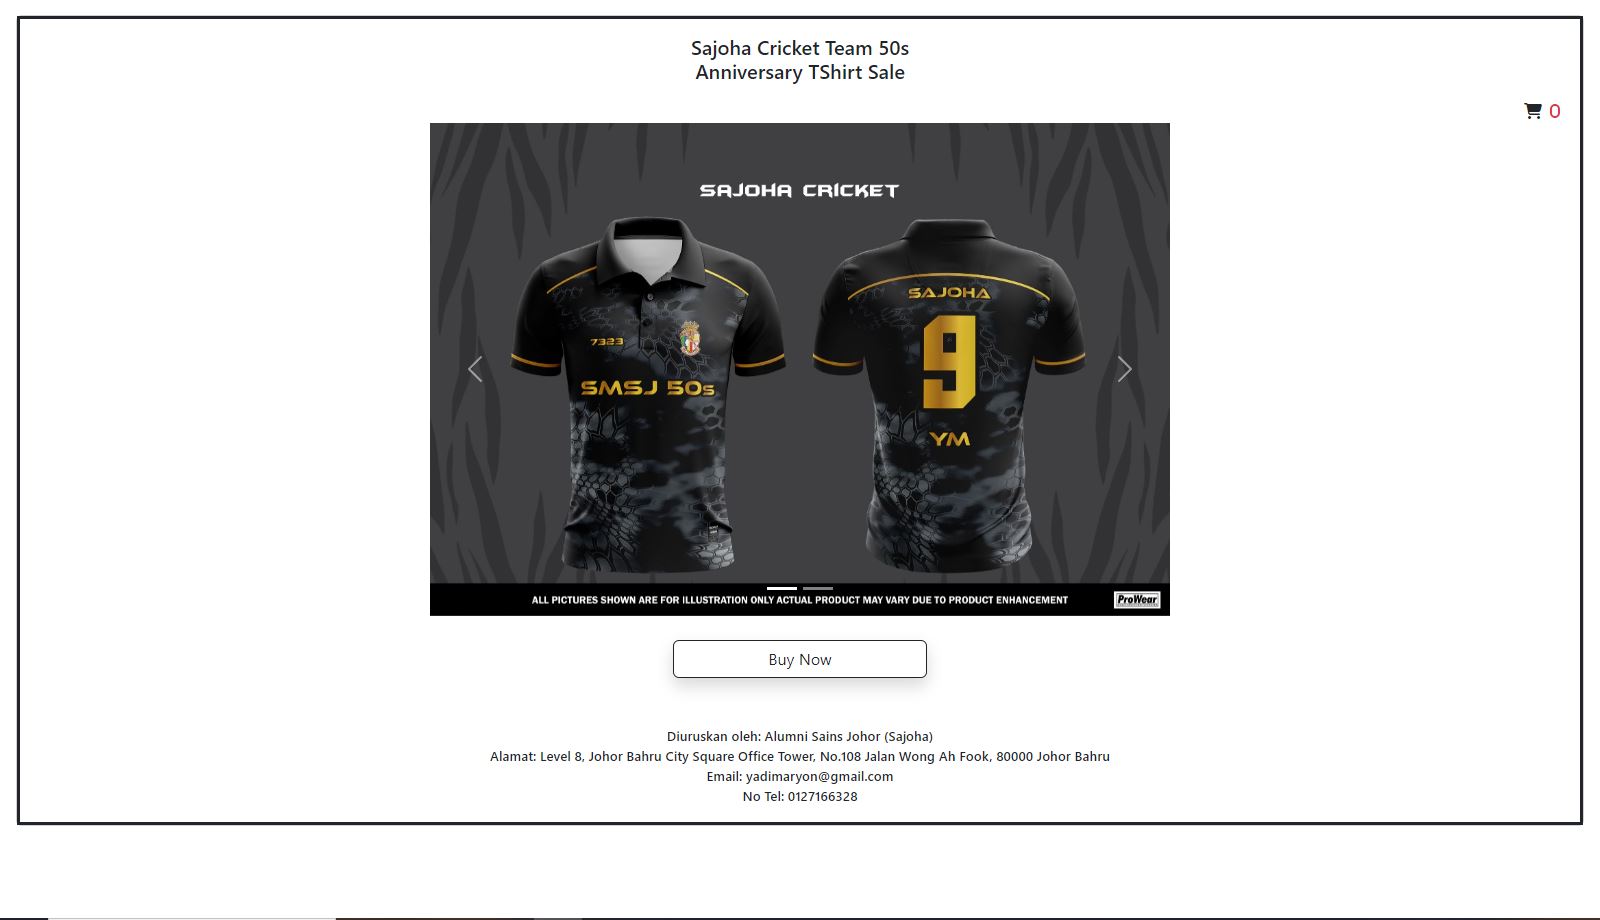 Sajoha Cricket Team 50s
Anniversary TShirt Sale
0
SAJOHA CRICKET
7323
SMSJ 50s
SAJOHA
9
YM
ALL PICTURES SHOWN ARE FOR ILLUSTRATION ONLY ACTUAL PRODUCT MAY VARY DUE TO PRODUCT ENHANCEMENT
ProWear
Buy Now
Diuruskan oleh: Alumni Sains Johor (Sajoha)
Alamat: Level 8, Johor Bahru City Square Office Tower, No.108 Jalan Wong Ah Fook, 80000 Johor Bahru
Email: yadimaryon@gmail.com
No Tel: 0127166328